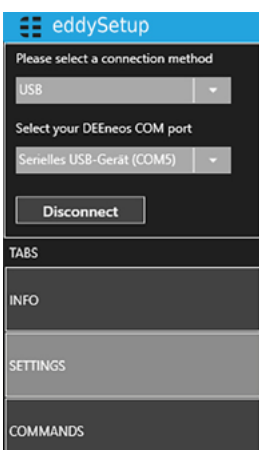 eddySetup
Please select a connection method
USB
Select your DEEneos COM port
Serielles USB-Gerät (COM5)
Disconnect
TABS
INFO
SETTINGS
COMMANDS